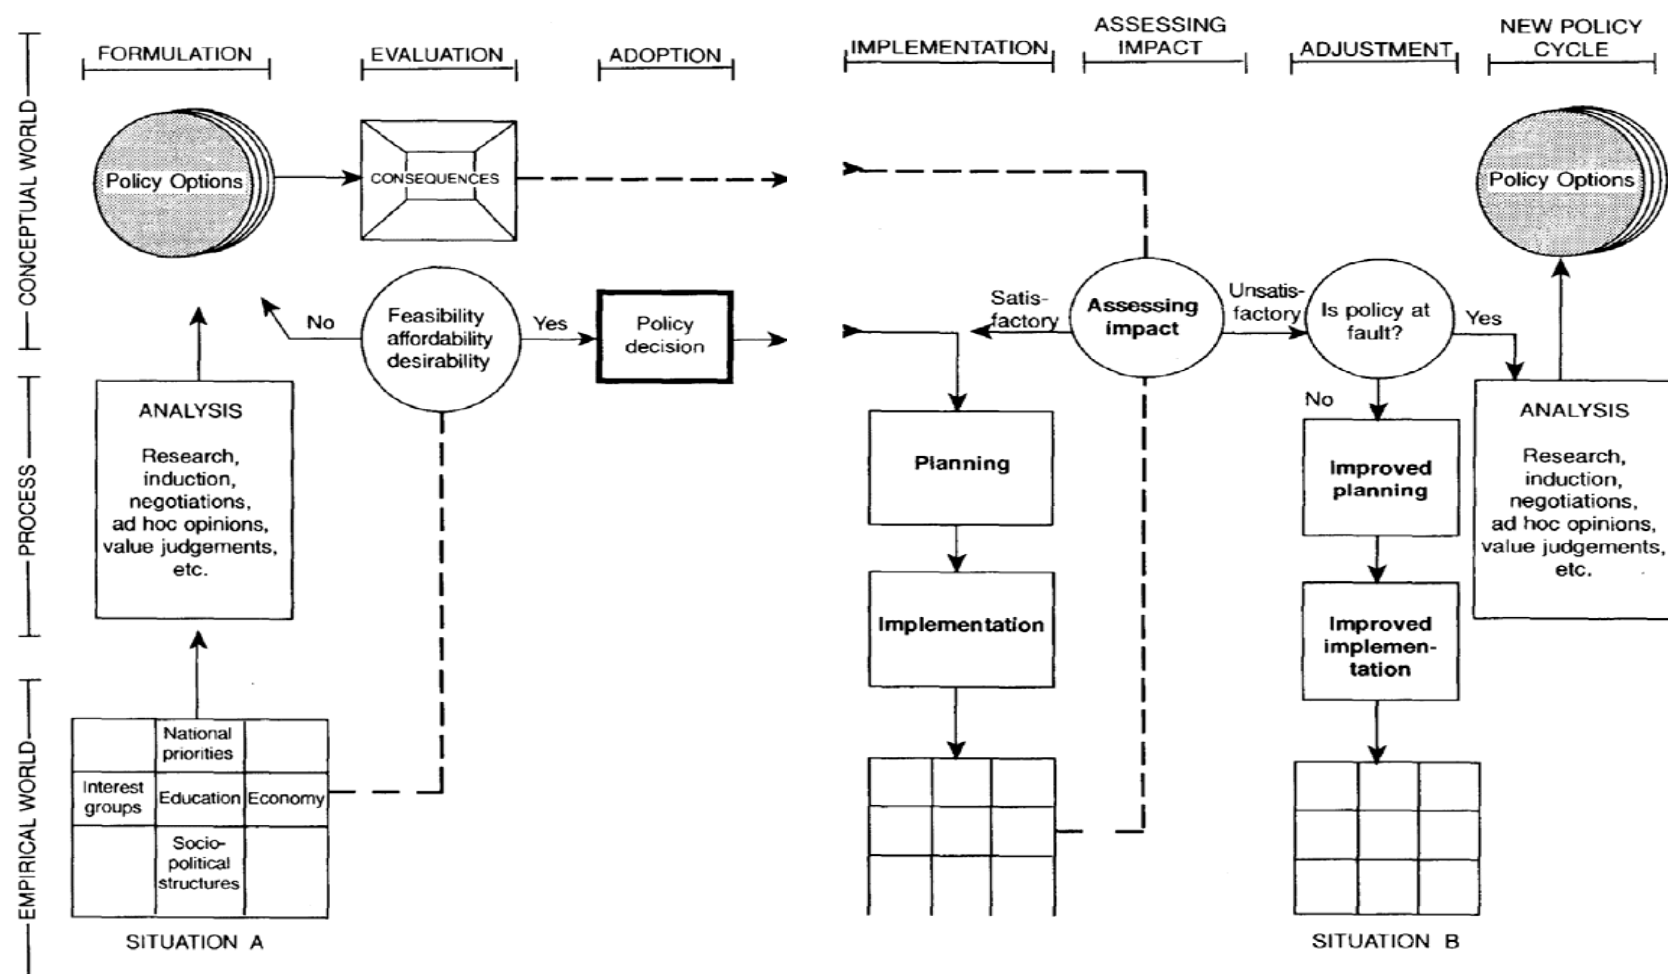 FORMULATION
EVALUATION
ADOPTION
IMPLEMENTATION
ASSESSING
IMPACT
ADJUSTMENT
NEW POLICY
CYCLE
CONCEPTUAL WORLD
Policy Options
CONSEQUENCES
Policy Options
No
Feasibility
affordability
desirability
Yes
Policy
decision
Satis-
factory
Assessing
impact
Unsatis-
factory
Is policy at
fault?
Yes
No
PROCESS
ANALYSIS
Research,
induction,
negotiations,
ad hoc opinions,
value judgements,
etc.
Planning
Implementation
Improved
planning
Improved
implemen-
tation
ANALYSIS
Research,
induction,
negotiations,
ad hoc opinions,
value judgements,
etc.
EMPIRICAL WORLD
National
priorities
Interest
groups
Education
Economy
Socio-
political
structures
SITUATION A
SITUATION B